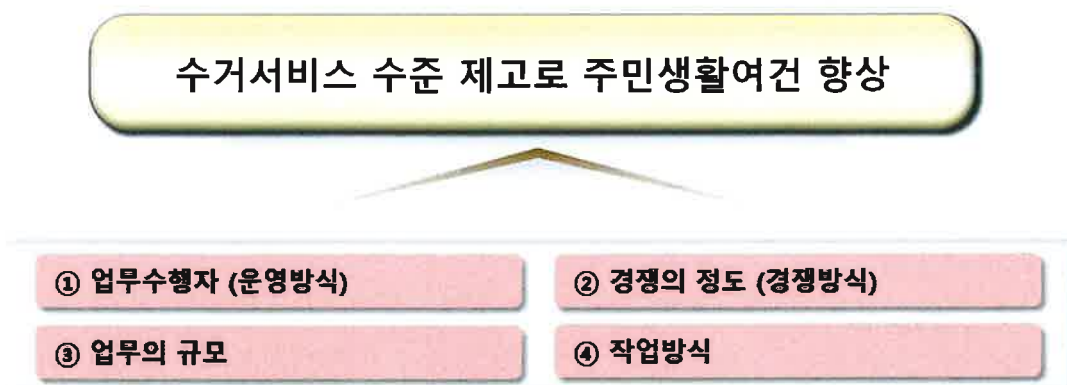 수거서비스 수준 제고로 주민생활여건 향상
① 업무수행자 (운영방식)
② 경쟁의 정도 (경쟁방식)
③ 업무의 규모
④ 작업방식